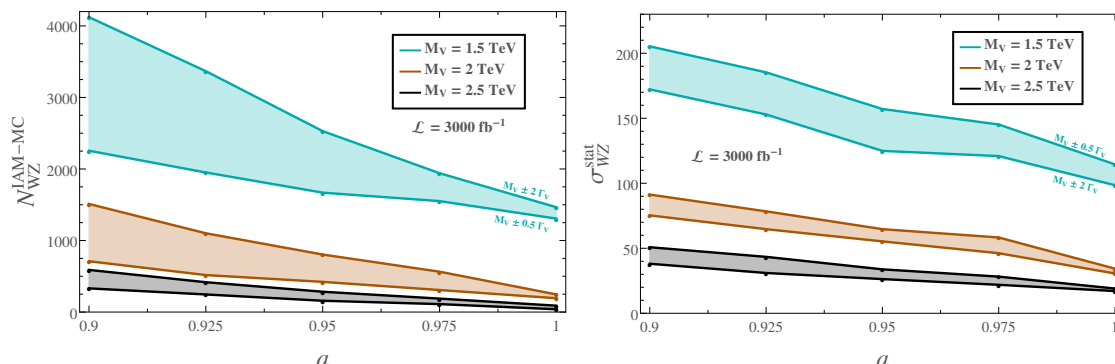 4000
3000
2000
1000
0
0.9 0.925 0.95 0.975 1
a
N_WZ^IAM-MC
M_V = 1.5 TeV
M_V = 2 TeV
M_V = 2.5 TeV
ℒ = 3000 fb⁻¹
M_V ± 2 Γ_V
M_V ± 0.5 Γ_V
200
150
100
50
0
0.9 0.925 0.95 0.975 1
a
σ_WZ^stat
M_V = 1.5 TeV
M_V = 2 TeV
M_V = 2.5 TeV
ℒ = 3000 fb⁻¹
M_V ± 0.5 Γ_V
M_V ± 2 Γ_V